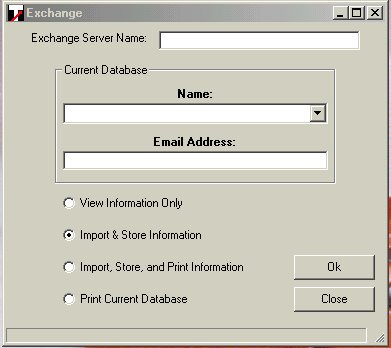 Exchange
Exchange Server Name:
Current Database
Name:
Email Address:
View Information Only
Import & Store Information
Import, Store, and Print Information
Ok
Print Current Database
Close